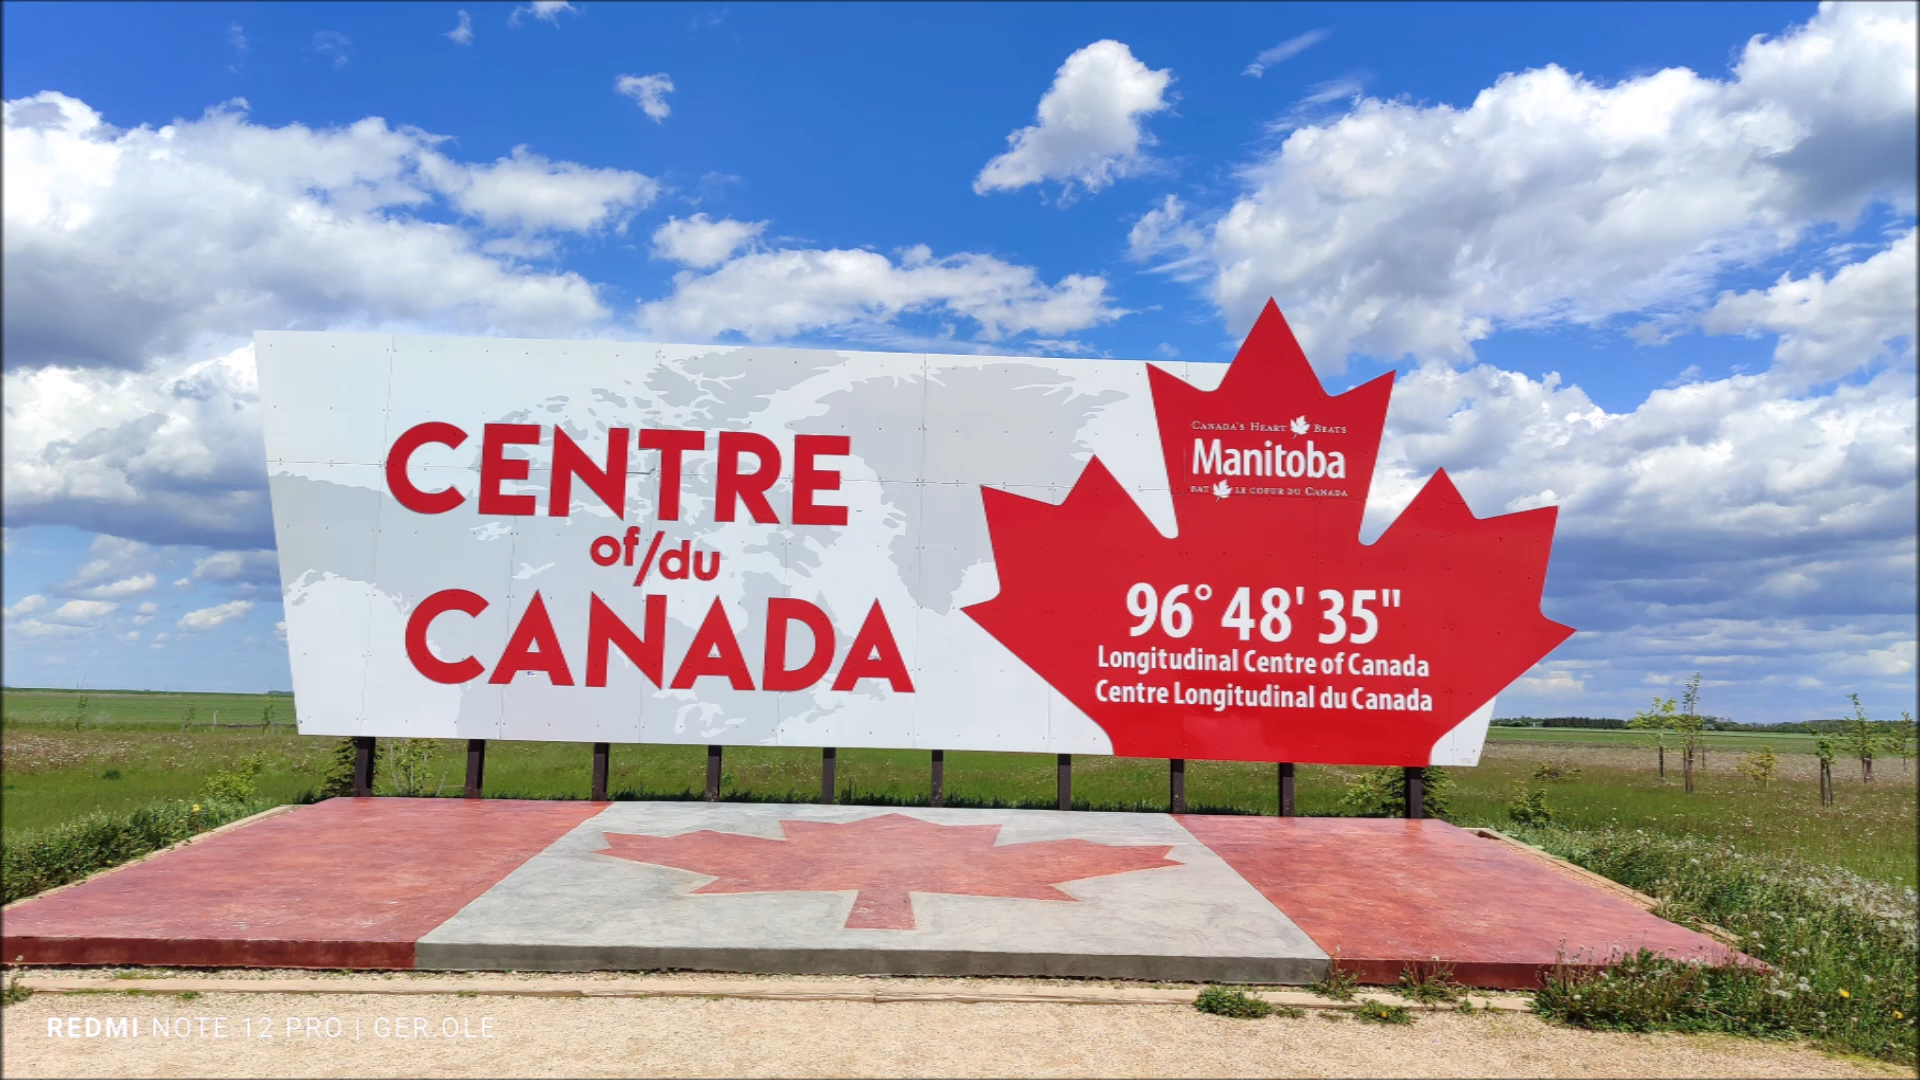 CENTRE
of/du
CANADA
CANADA'S HEART BEATS
Manitoba
BAT LE COEUR DU CANADA
96° 48' 35"
Longitudinal Centre of Canada
Centre Longitudinal du Canada
REDMI NOTE 12 PRO | GER.OLE